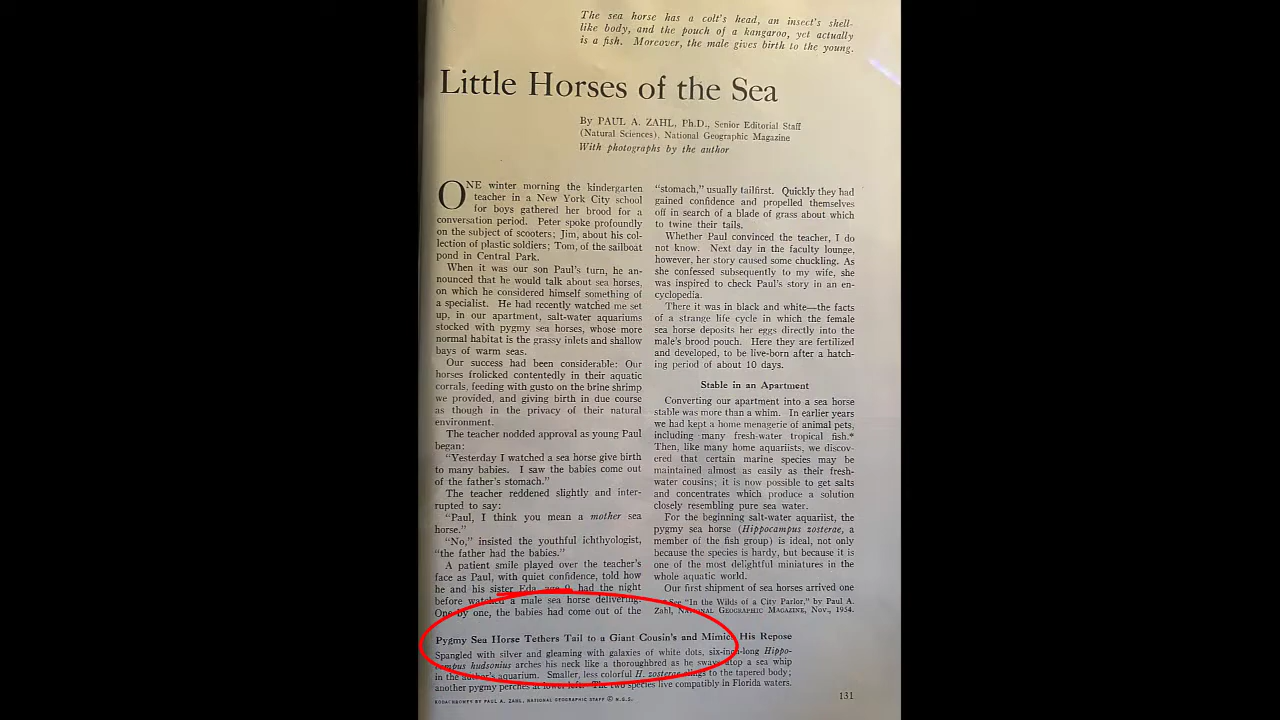 The sea horse has a colt's head, an insect's shell-
like body, and the pouch of a kangaroo, yet actually
is a fish. Moreover, the male gives birth to the young.
Little Horses of the Sea
By PAUL A. ZAHL, Ph.D., Senior Editorial Staff
(Natural Sciences), National Geographic Magazine
With photographs by the author
ONE winter morning the kindergarten
teacher in a New York City school
for boys gathered her brood for a
conversation period. Peter spoke profoundly
on the subject of scooters; Jim, about his col-
lection of plastic soldiers; Tom, of the sailboat
pond in Central Park.
When it was our son Paul's turn, he an-
nounced that he would talk about sea horses,
on which he considered himself something of
a specialist. He had recently watched me set
up, in our apartment, salt-water aquariums
stocked with pygmy sea horses, whose more
normal habitat is the grassy inlets and shallow
bays of warm seas.
Our success had been considerable: Our
horses frolicked contentedly in their aquatic
corrals, feeding with gusto on the brine shrimp
we provided, and giving birth in due course
as though in the privacy of their natural
environment.
The teacher nodded approval as young Paul
began:
"Yesterday I watched a sea horse give birth
to many babies. I saw the babies come out
of the father's stomach."
The teacher reddened slightly and inter-
rupted to say:
"Paul, I think you mean a mother sea
horse."
"No," insisted the youthful ichthyologist,
"the father had the babies."
A patient smile played over the teacher's
face as Paul, with quiet confidence, told how
he and his sister Eda, age 9, had the night
before watched a male sea horse delivering.
One by one, the babies had come out of the
"stomach," usually tailfirst. Quickly they had
gained confidence and propelled themselves
off in search of a blade of grass about which
to twine their tails.
Whether Paul convinced the teacher, I do
not know. Next day in the faculty lounge,
however, her story caused some chuckling. As
she confessed subsequently to my wife, she
was inspired to check Paul's story in an en-
cyclopedia.
There it was in black and white—the facts
of a strange life cycle in which the female
sea horse deposits her eggs directly into the
male's brood pouch. Here they are fertilized
and developed, to be live-born after a hatch-
ing period of about 10 days.
Stable in an Apartment
Converting our apartment into a sea horse
stable was more than a whim. In earlier years
we had kept a home menagerie of animal pets,
including many fresh-water tropical fish.*
Then, like many home aquariists, we discov-
ered that certain marine species may be
maintained almost as easily as their fresh-
water cousins; it is now possible to get salts
and concentrates which produce a solution
closely resembling pure sea water.
For the beginning salt-water aquariist, the
pygmy sea horse (Hippocampus zosterae, a
member of the fish group) is ideal, not only
because the species is hardy, but because it is
one of the most delightful miniatures in the
whole aquatic world.
Our first shipment of sea horses arrived one
* See "In the Wilds of a City Parlor," by Paul A.
Zahl, NATIONAL GEOGRAPHIC MAGAZINE, Nov., 1954.
Pygmy Sea Horse Tethers Tail to a Giant Cousin's and Mimics His Repose
Spangled with silver and gleaming with galaxies of white dots, six-inch-long Hippo-
campus hudsonius arches his neck like a thoroughbred as he sways atop a sea whip
in the author's aquarium. Smaller, less colorful H. zosterae clings to the tapered body;
another pygmy perches at lower left. The two species live compatibly in Florida waters.
KODACHROMES BY PAUL A. ZAHL, NATIONAL GEOGRAPHIC STAFF © N.G.S.
131